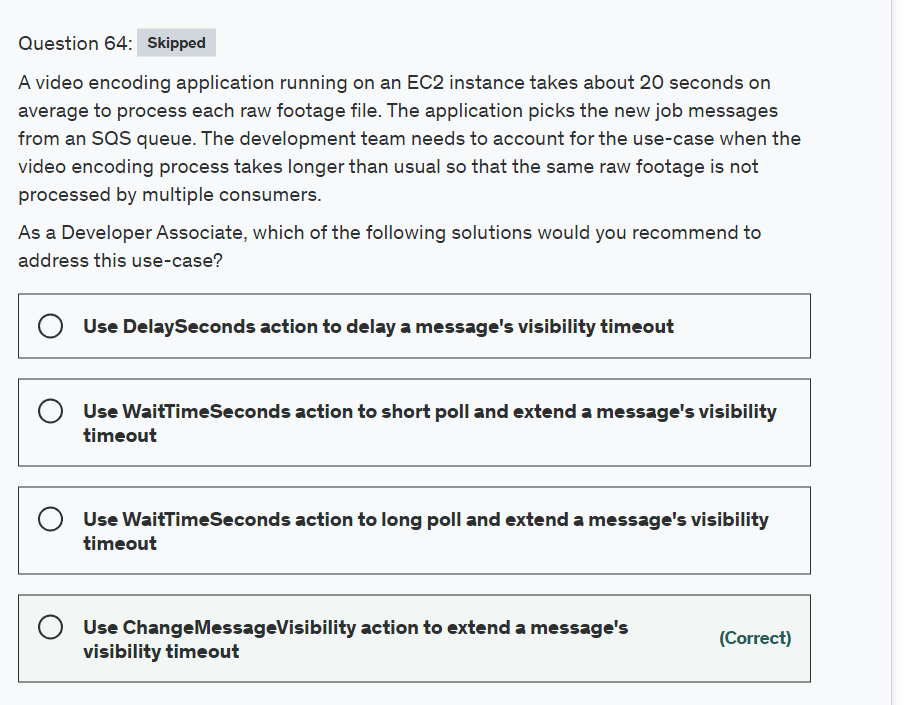 Question 64: Skipped
A video encoding application running on an EC2 instance takes about 20 seconds on
average to process each raw footage file. The application picks the new job messages
from an SQS queue. The development team needs to account for the use-case when the
video encoding process takes longer than usual so that the same raw footage is not
processed by multiple consumers.
As a Developer Associate, which of the following solutions would you recommend to
address this use-case?
Use DelaySeconds action to delay a message's visibility timeout
Use WaitTimeSeconds action to short poll and extend a message's visibility
timeout
Use WaitTimeSeconds action to long poll and extend a message's visibility
timeout
Use ChangeMessageVisibility action to extend a message's
visibility timeout
(Correct)